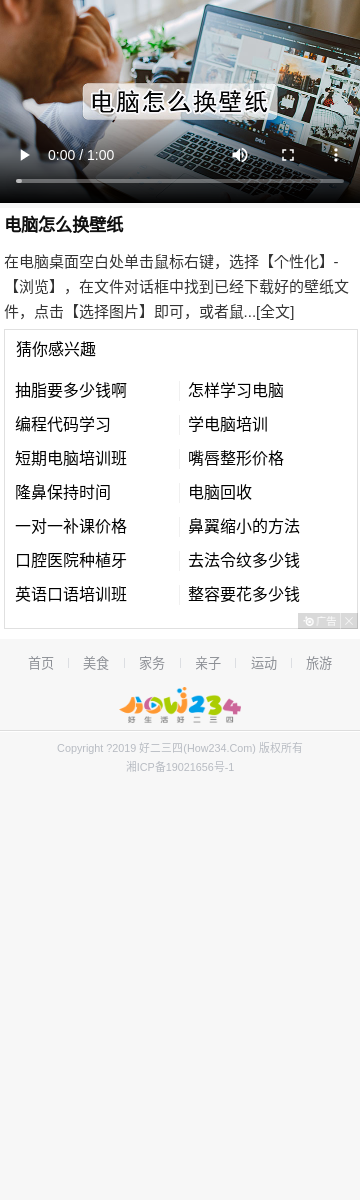 电脑怎么换壁纸
0:00 / 1:00
电脑怎么换壁纸
在电脑桌面空白处单击鼠标右键，选择【个性化】-
【浏览】，在文件对话框中找到已经下载好的壁纸文
件，点击【选择图片】即可，或者鼠...[全文]
猜你感兴趣
抽脂要多少钱啊
怎样学习电脑
编程代码学习
学电脑培训
短期电脑培训班
嘴唇整形价格
隆鼻保持时间
电脑回收
一对一补课价格
鼻翼缩小的方法
口腔医院种植牙
去法令纹多少钱
英语口语培训班
整容要花多少钱
广告
首页 美食 家务 亲子 运动 旅游
HOW234
好生活好二三四
Copyright ?2019 好二三四(How234.Com) 版权所有
湘ICP备19021656号-1